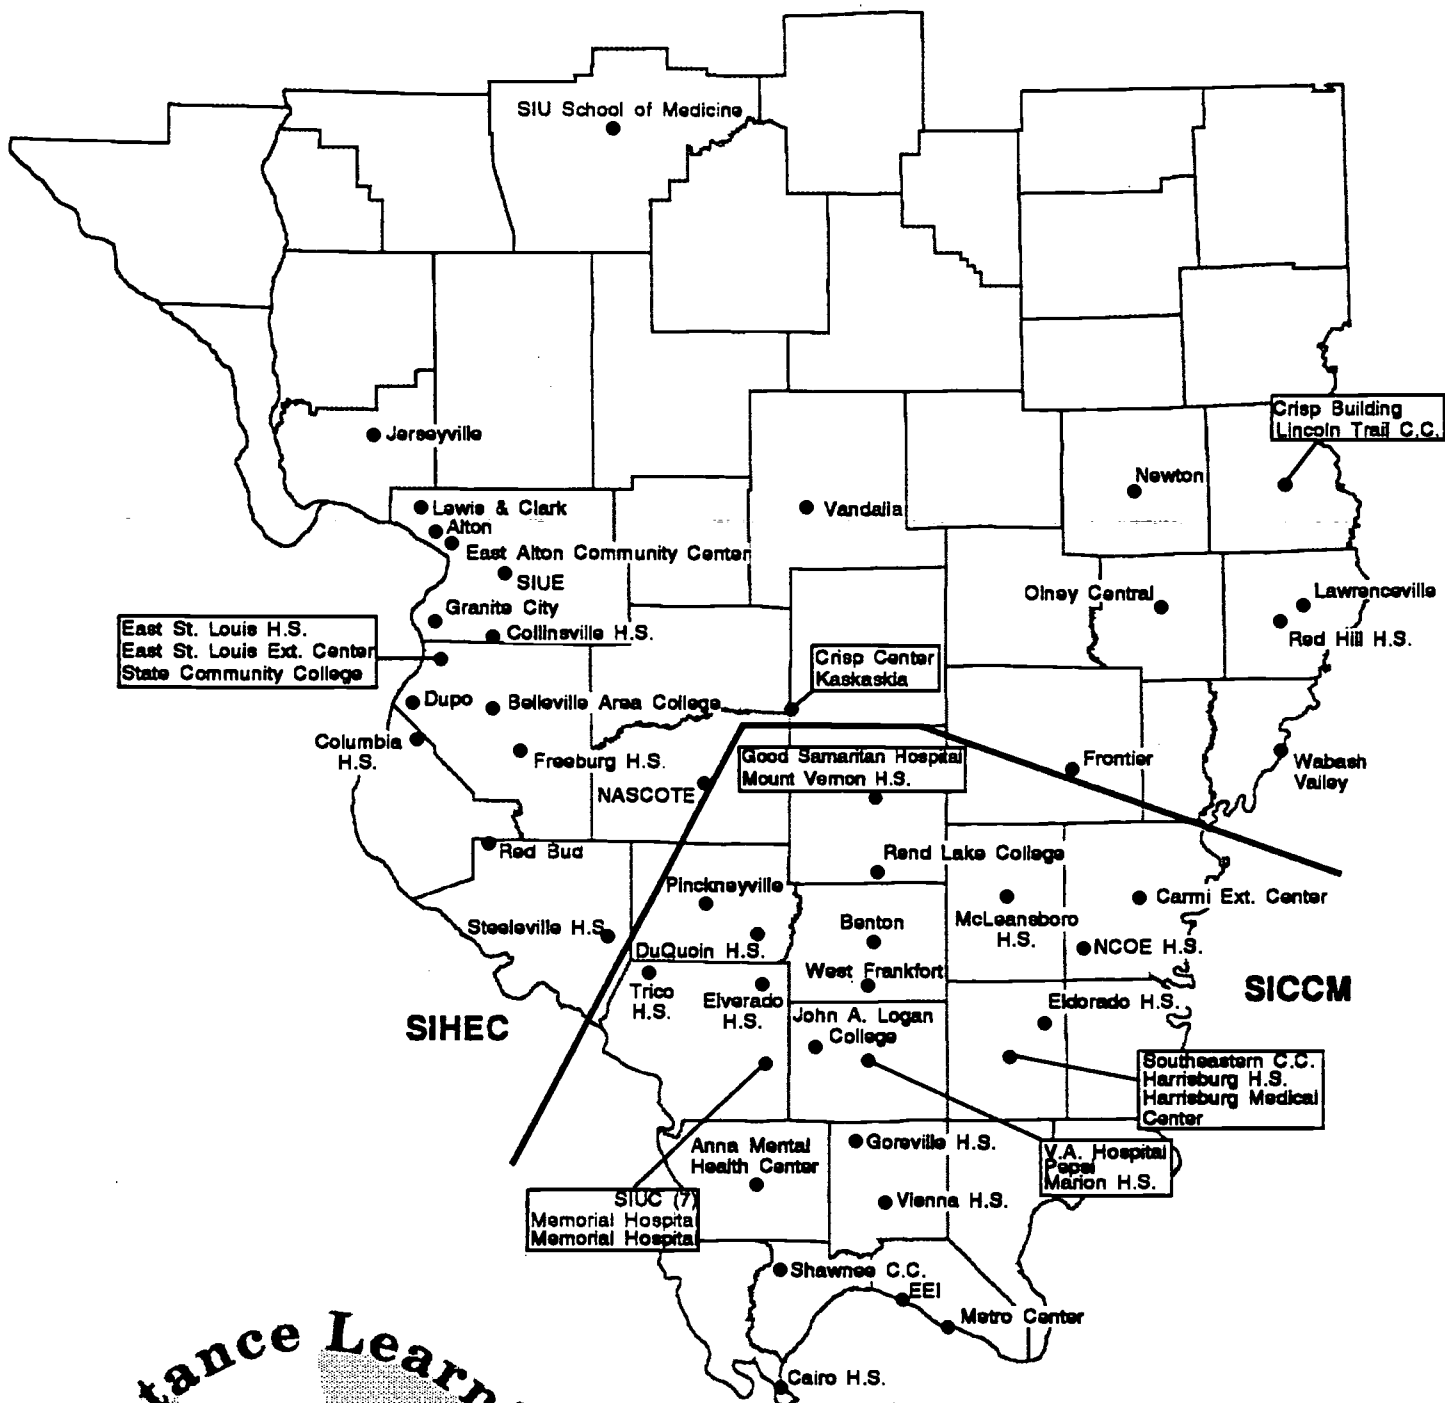 SIU School of Medicine
Crisp Building
Lincoln Trail C.C.
Jerseyville
Newton
Lewis & Clark
Vandalia
Alton
East Alton Community Center
SIUE
Olney Central
Lawrenceville
Granite City
East St. Louis H.S.
East St. Louis Ext. Center
State Community College
Collinsville H.S.
Red Hill H.S.
Crisp Center
Kaskaskia
Dupo
Belleville Area College
Columbia
H.S.
Freeburg H.S.
Good Samaritan Hospital
Mount Vernon H.S.
Frontier
Wabash
Valley
NASCOTE
Red Bud
Rend Lake College
Pinckneyville
Carmi Ext. Center
Steeleville H.S.
Benton
McLeansboro
H.S.
DuQuoin H.S.
NCOE H.S.
West Frankfort
Trico
H.S.
Elverado
H.S.
SICCM
Eldorado H.S.
SIHEC
John A. Logan
College
Southeastern C.C.
Harrisburg H.S.
Harrisburg Medical
Center
Anna Mental
Health Center
Goreville H.S.
V.A. Hospital
Pepsi
Marion H.S.
SIUC (7)
Memorial Hospital
Memorial Hospital
Vienna H.S.
Shawnee C.C.
EEI
Metro Center
Cairo H.S.
tance Learn